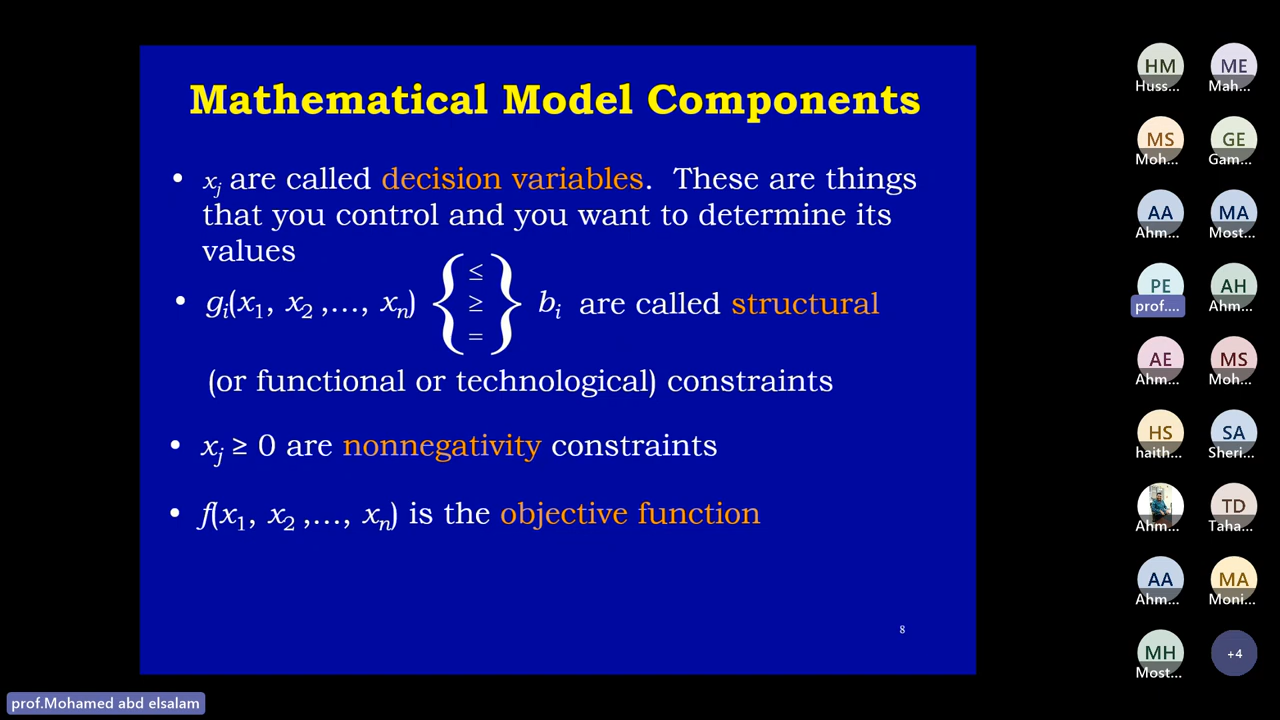 Mathematical Model Components
• xj are called decision variables. These are things
that you control and you want to determine its
values
• gi(x1, x2 ,..., xn) { ≤ ≥ = } bi are called structural
(or functional or technological) constraints
• xj ≥ 0 are nonnegativity constraints
• f(x1, x2 ,..., xn) is the objective function
8
HM ME
Huss... Mah...
MS GE
Moh... Gam...
AA MA
Ahm... Most...
PE AH
prof.... Ahm...
AE MS
Ahm... Moh...
HS SA
haith... Sheri...
TD
Ahm... Taha...
AA MA
Ahm... Moni...
MH +4
Most...
prof.Mohamed abd elsalam